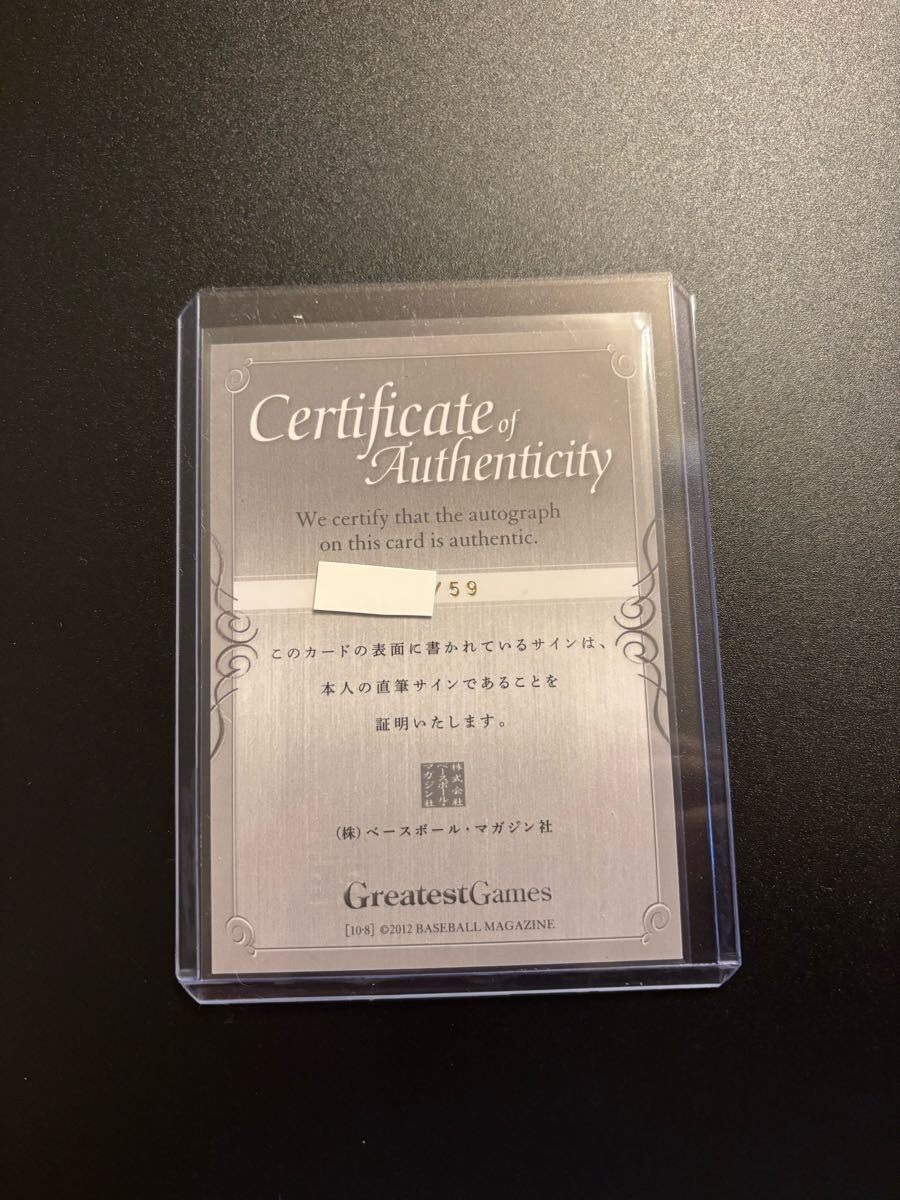 Certificate of
Authenticity
We certify that the autograph
on this card is authentic.
/59
このカードの表面に書かれているサインは、
本人の直筆サインであることを
証明いたします。
株式会社
ベースボール・
マガジン社
(株)ベースボール・マガジン社
GreatestGames
[10・8] ©2012 BASEBALL MAGAZINE